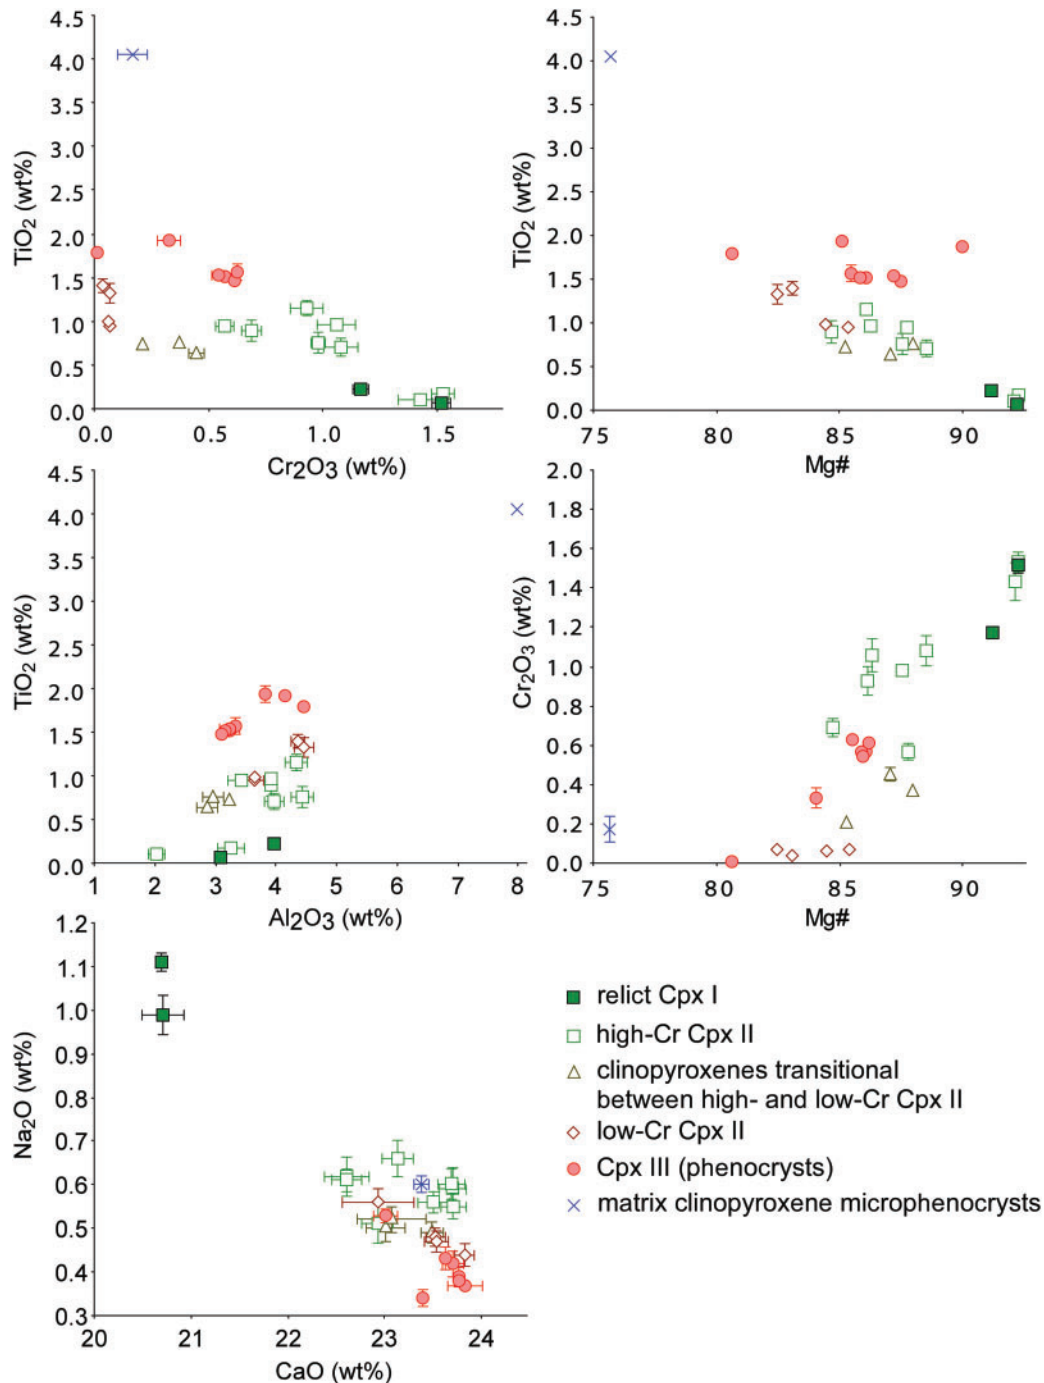 4.5
4.0
3.5
3.0
2.5
2.0
1.5
1.0
0.5
0.0
TiO2 (wt%)
0.0 0.5 1.0 1.5
Cr2O3 (wt%)
4.5
4.0
3.5
3.0
2.5
2.0
1.5
1.0
0.5
0.0
TiO2 (wt%)
75 80 85 90
Mg#
4.5
4.0
3.5
3.0
2.5
2.0
1.5
1.0
0.5
0.0
TiO2 (wt%)
1 2 3 4 5 6 7 8
Al2O3 (wt%)
2.0
1.8
1.6
1.4
1.2
1.0
0.8
0.6
0.4
0.2
0.0
Cr2O3 (wt%)
75 80 85 90
Mg#
1.2
1.1
1.0
0.9
0.8
0.7
0.6
0.5
0.4
0.3
Na2O (wt%)
20 21 22 23 24
CaO (wt%)
relict Cpx I
high-Cr Cpx II
clinopyroxenes transitional
between high- and low-Cr Cpx II
low-Cr Cpx II
Cpx III (phenocrysts)
matrix clinopyroxene microphenocrysts